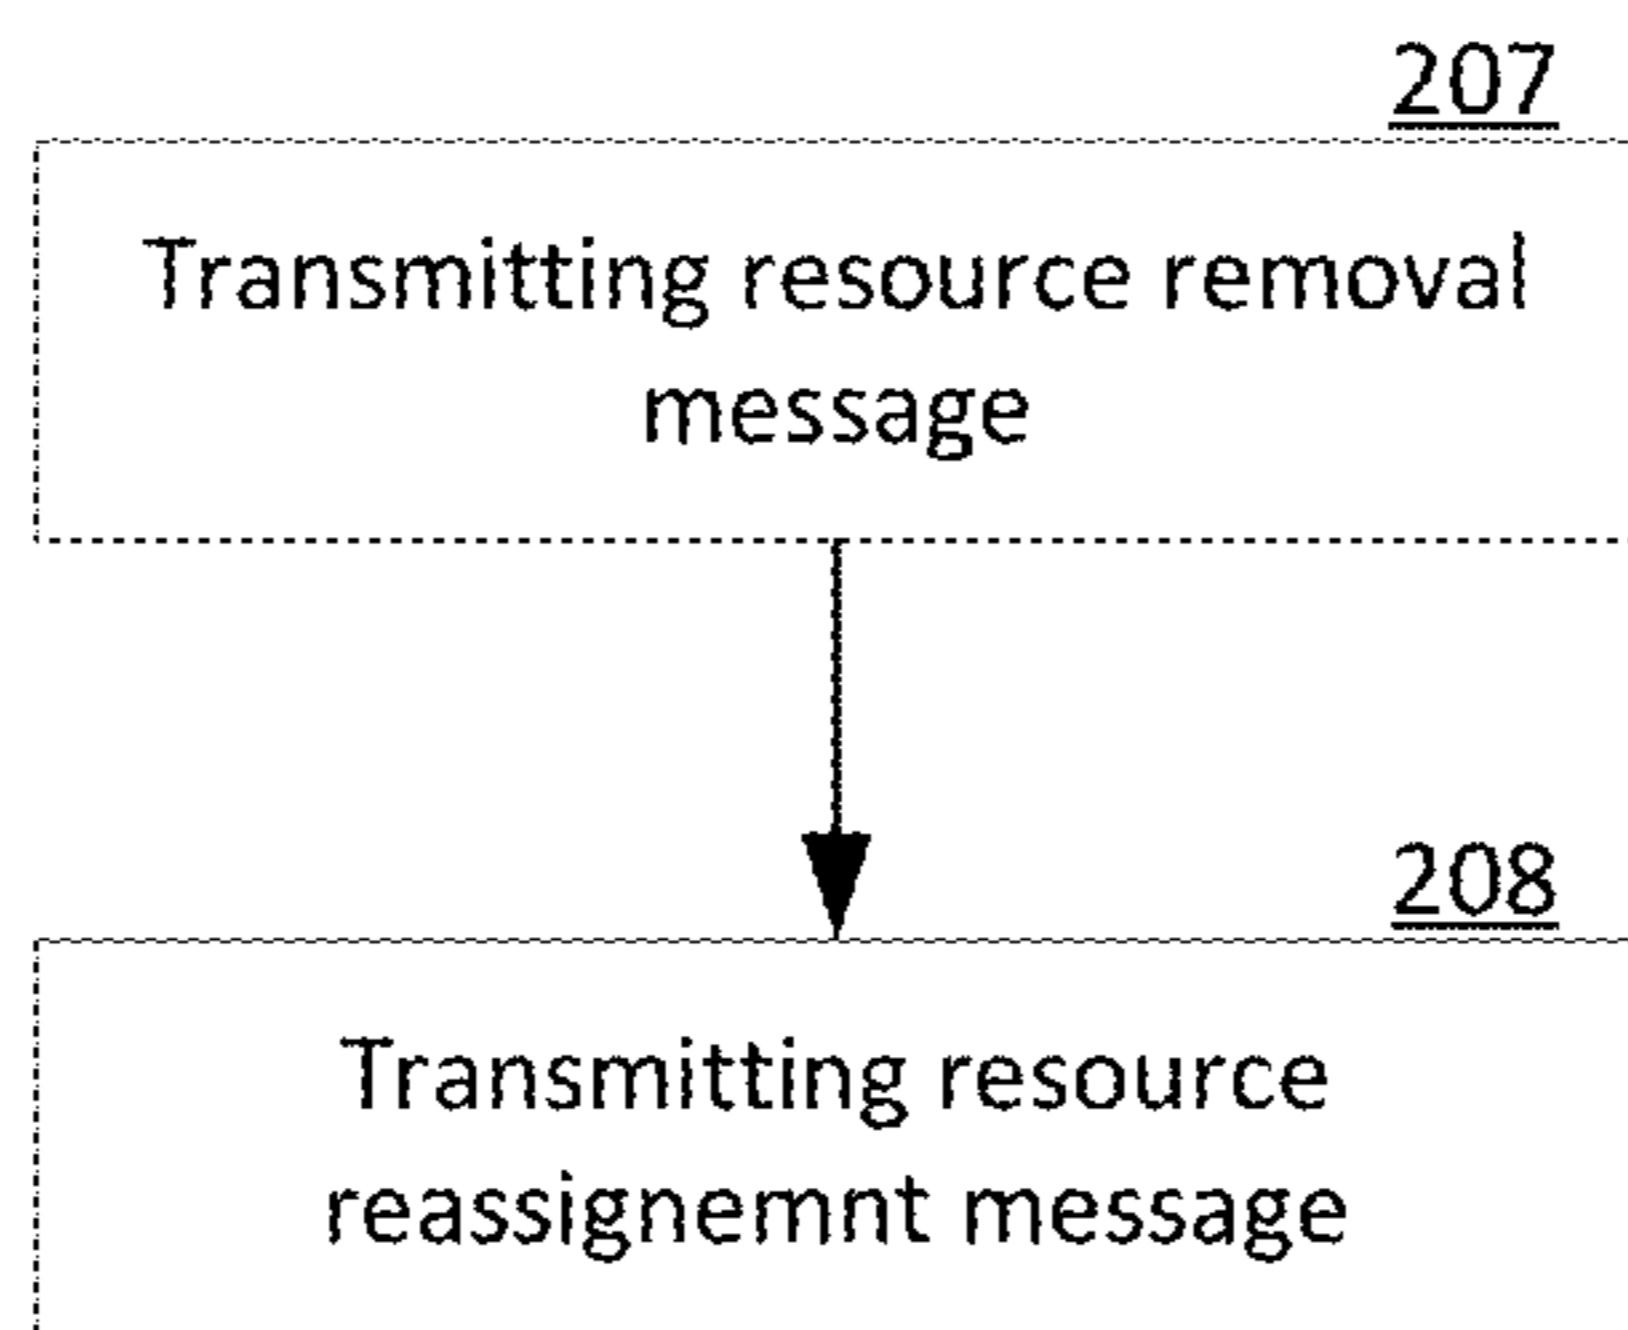 207
Transmitting resource removal
message
208
Transmitting resource
reassignemnt message